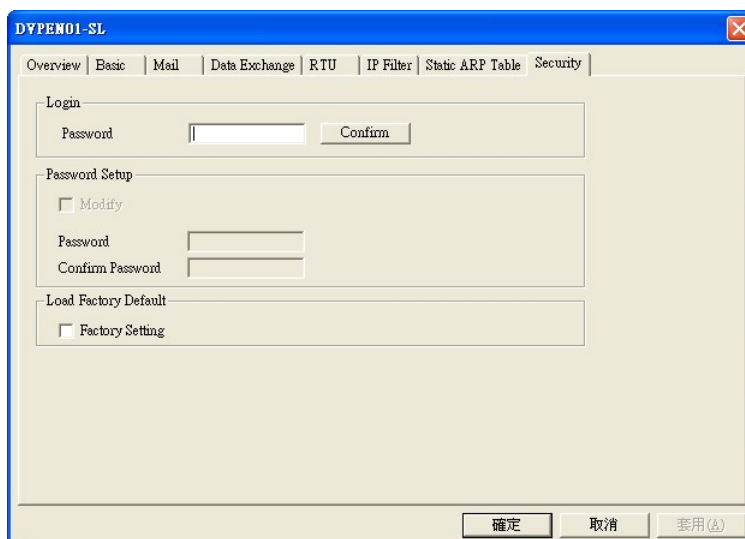 DVPEN01-SL
Overview Basic Mail Data Exchange RTU IP Filter Static ARP Table Security
Login
Password Confirm
Password Setup
Modify
Password
Confirm Password
Load Factory Default
Factory Setting
確定 取消 套用(A)